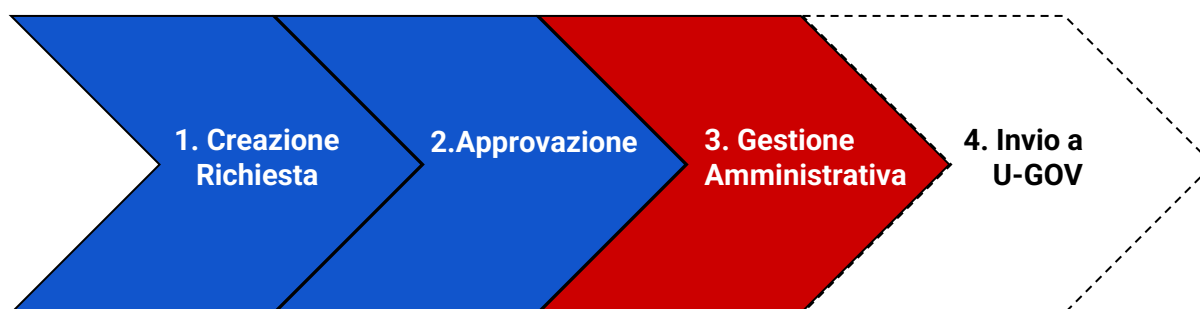 1. Creazione
Richiesta
2.Approvazione
3. Gestione
Amministrativa
4. Invio a
U-GOV